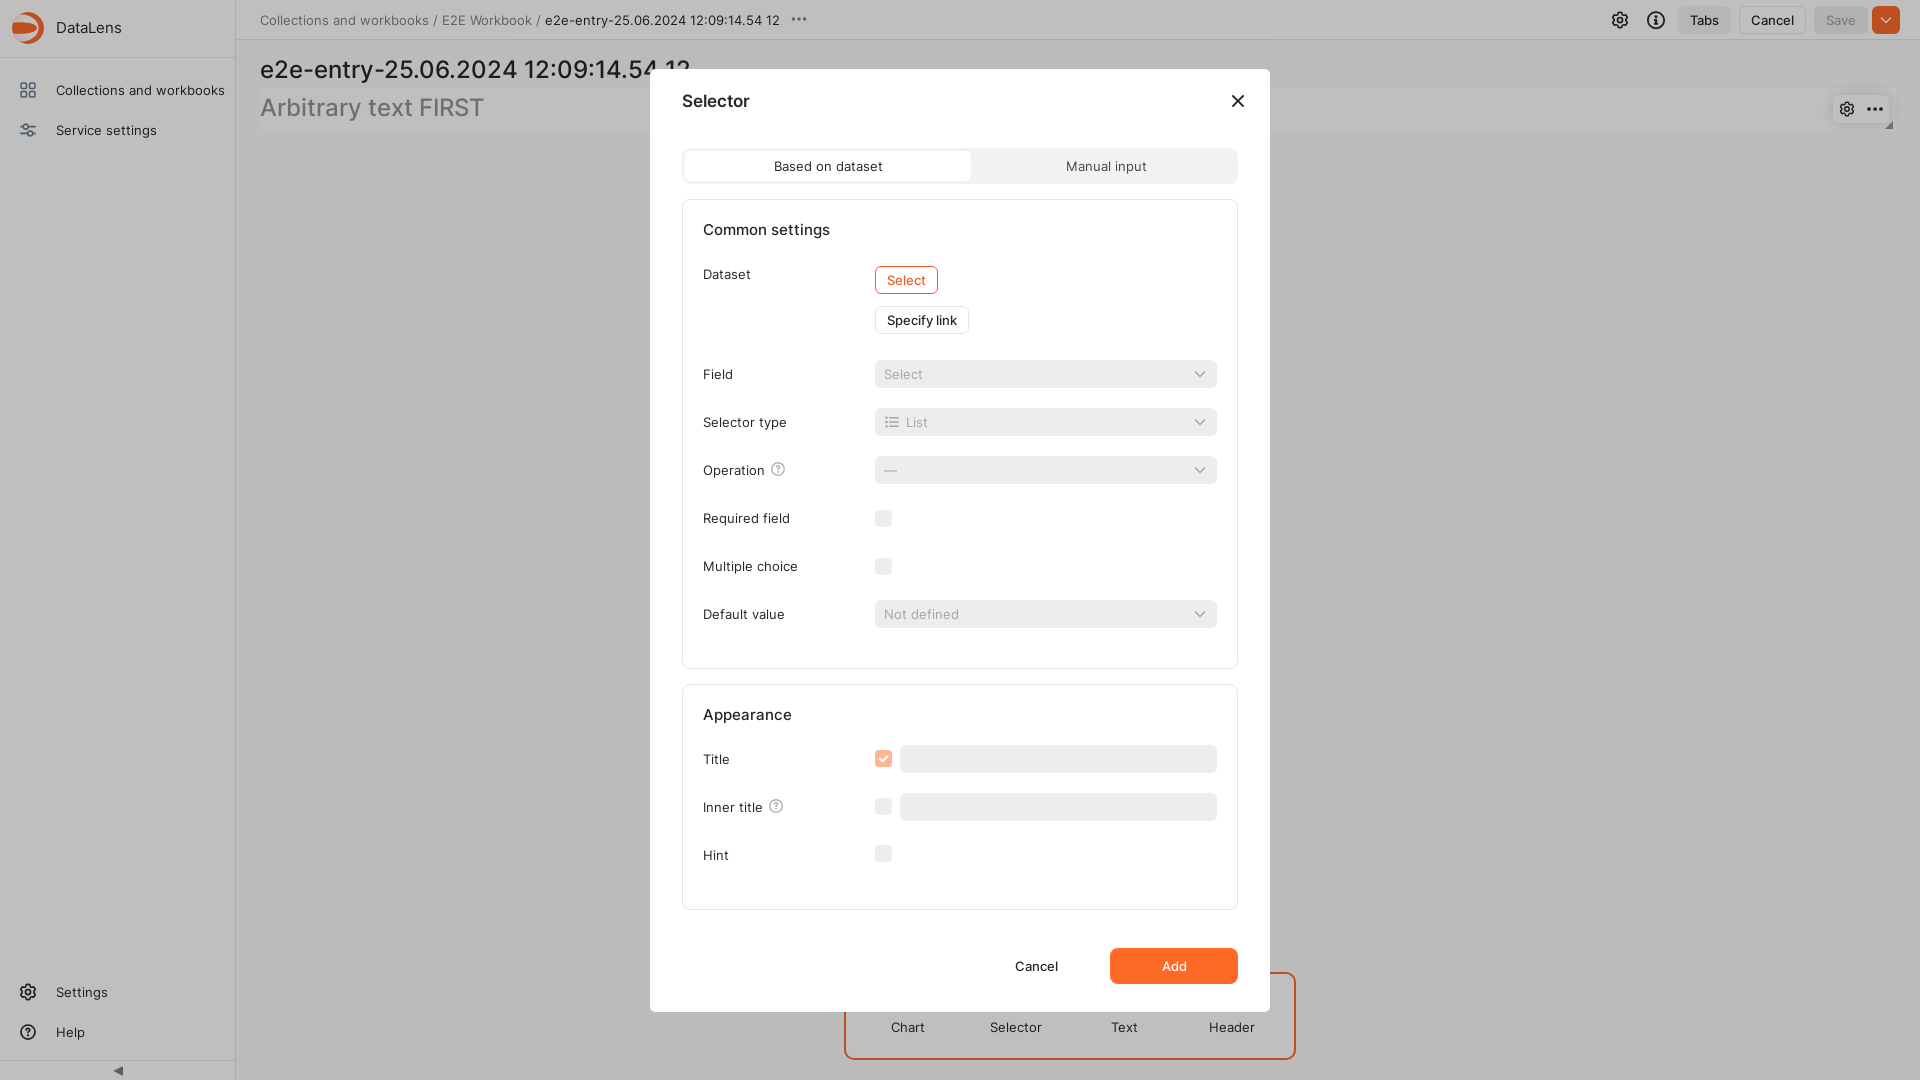 DataLens
Collections and workbooks / E2E Workbook / e2e-entry-25.06.2024 12:09:14.54 12
Tabs
Cancel
Save
Collections and workbooks
Service settings
e2e-entry-25.06.2024 12:09:14.54 12
Arbitrary text FIRST
Selector
Based on dataset
Manual input
Common settings
Dataset
Select
Specify link
Field
Select
Selector type
List
Operation
—
Required field
Multiple choice
Default value
Not defined
Appearance
Title
Inner title
Hint
Cancel
Add
Chart
Selector
Text
Header
Settings
Help